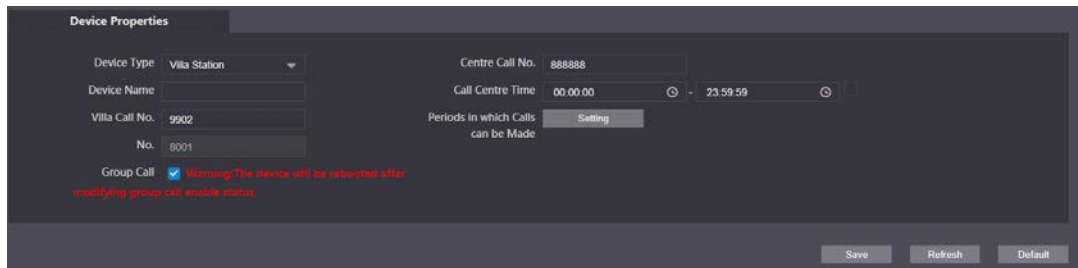 Device Properties
Device Type Villa Station
Device Name
Villa Call No. 9902
No. 8001
Group Call Warning:The device will be rebooted after
modifying group call enable status.
Centre Call No. 888888
Call Centre Time 00:00:00 - 23:59:59
Periods in which Calls Setting
can be Made
Save Refresh Default